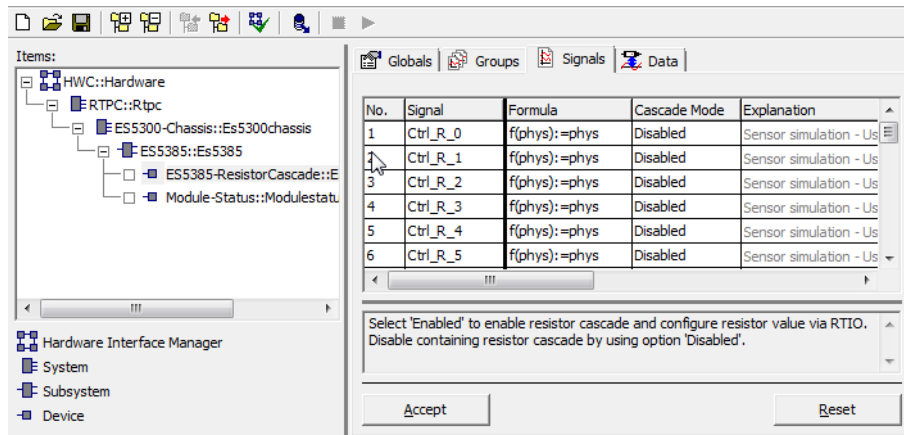 Items:
HWC::Hardware
RTPC::Rtpc
ES5300-Chassis::Es5300chassis
ES5385::Es5385
ES5385-ResistorCascade::E
Module-Status::Modulestatu
Hardware Interface Manager
System
Subsystem
Device
Globals Groups Signals Data
No. Signal Formula Cascade Mode Explanation
1 Ctrl_R_0 f(phys):=phys Disabled Sensor simulation - Us
2 Ctrl_R_1 f(phys):=phys Disabled Sensor simulation - Us
3 Ctrl_R_2 f(phys):=phys Disabled Sensor simulation - Us
4 Ctrl_R_3 f(phys):=phys Disabled Sensor simulation - Us
5 Ctrl_R_4 f(phys):=phys Disabled Sensor simulation - Us
6 Ctrl_R_5 f(phys):=phys Disabled Sensor simulation - Us
Select 'Enabled' to enable resistor cascade and configure resistor value via RTIO.
Disable containing resistor cascade by using option 'Disabled'.
Accept Reset